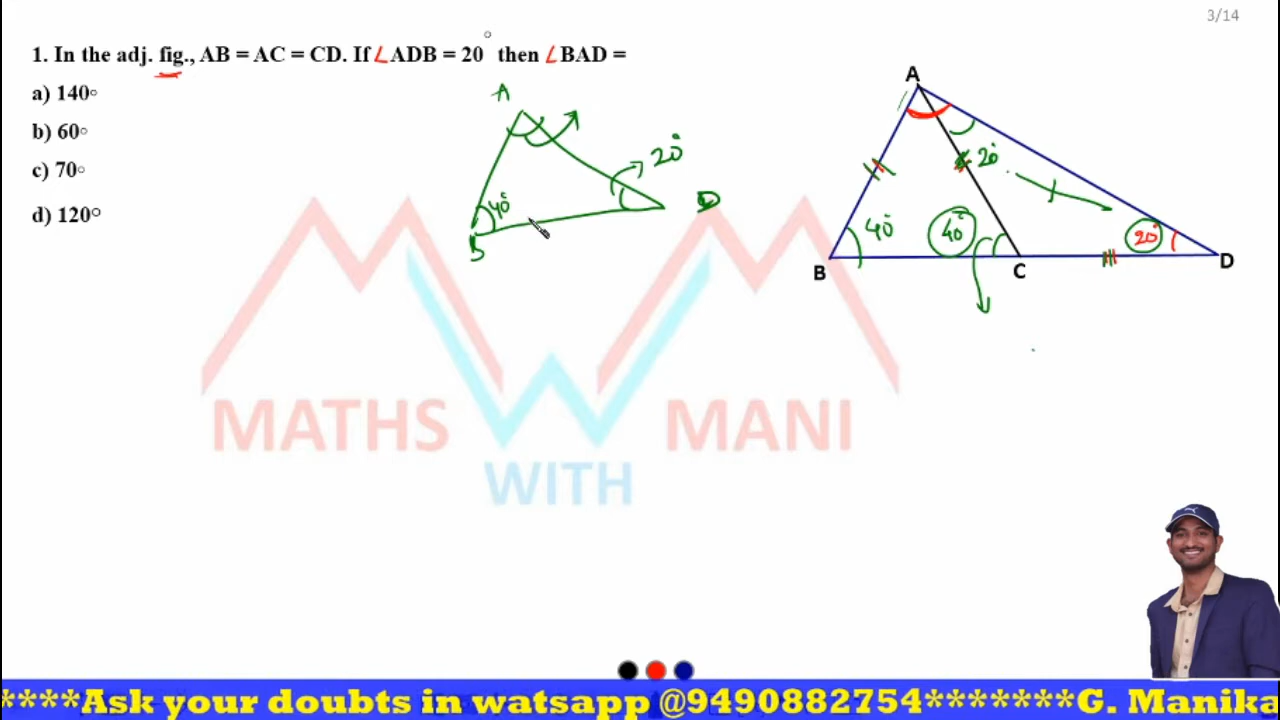 3/14
1. In the adj. fig., AB = AC = CD. If ∠ADB = 20° then ∠BAD =
a) 140°
b) 60°
c) 70°
d) 120°
A
20°
40°
B
D
A
20°
40°
40°
20°
B
C
D
MATHS
WITH
MANI
****Ask your doubts in watsapp @9490882754*******G. Manika